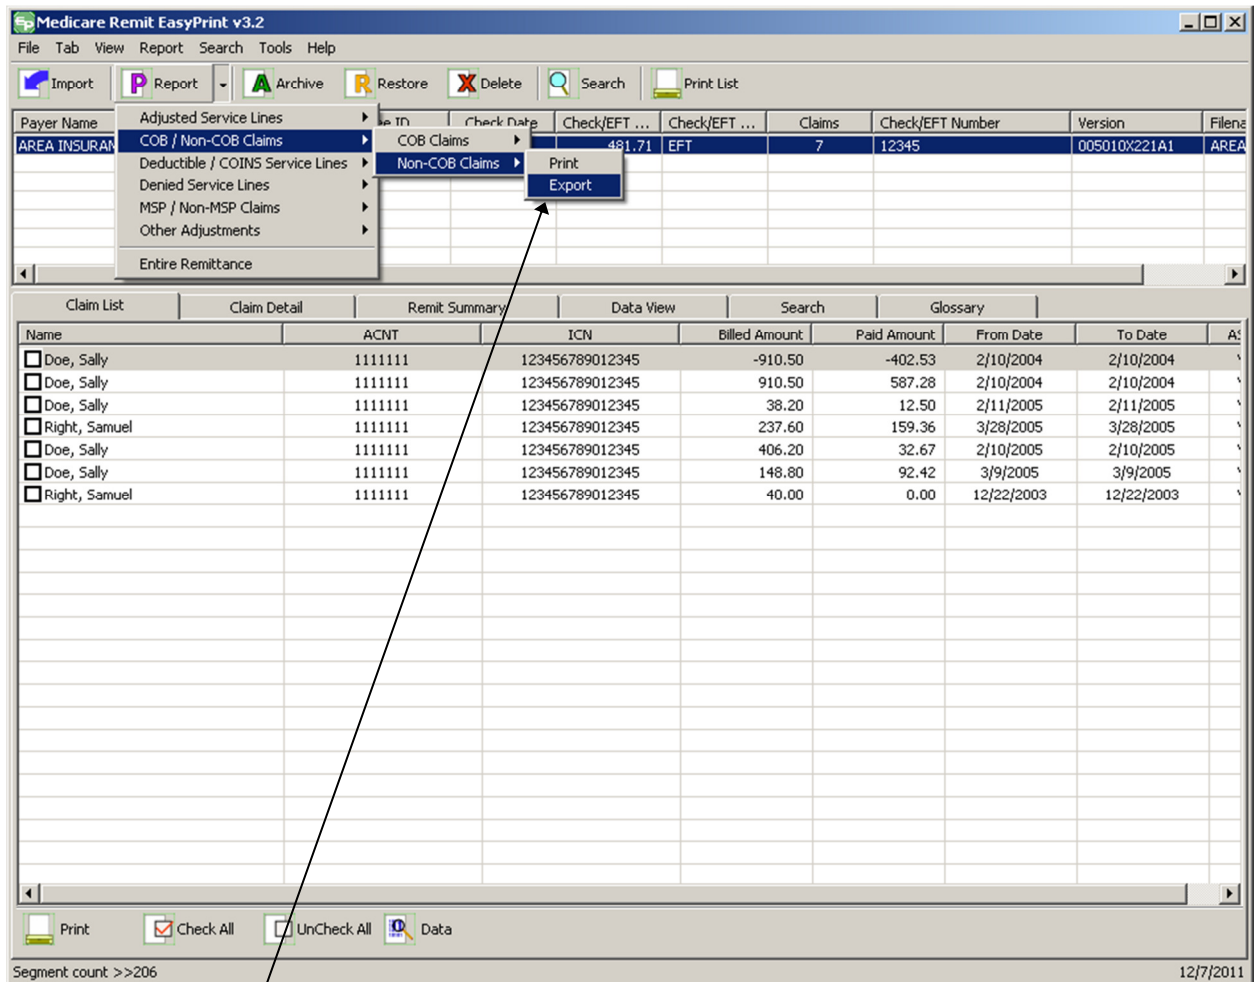 Medicare Remit EasyPrint v3.2
File Tab View Report Search Tools Help
Import Report Archive Restore Delete Search Print List
Payer Name Check Date Check/EFT ... Check/EFT ... Claims Check/EFT Number Version Filena
AREA INSURAN 481.71 EFT 7 12345 005010X221A1 AREA
Adjusted Service Lines
COB / Non-COB Claims
Deductible / COINS Service Lines
Denied Service Lines
MSP / Non-MSP Claims
Other Adjustments
Entire Remittance
COB Claims
Non-COB Claims
Print
Export
Claim List Claim Detail Remit Summary Data View Search Glossary
Name ACNT ICN Billed Amount Paid Amount From Date To Date
Doe, Sally 1111111 123456789012345 -910.50 -402.53 2/10/2004 2/10/2004
Doe, Sally 1111111 123456789012345 910.50 587.28 2/10/2004 2/10/2004
Doe, Sally 1111111 123456789012345 38.20 12.50 2/11/2005 2/11/2005
Right, Samuel 1111111 123456789012345 237.60 159.36 3/28/2005 3/28/2005
Doe, Sally 1111111 123456789012345 406.20 32.67 2/10/2005 2/10/2005
Doe, Sally 1111111 123456789012345 148.80 92.42 3/9/2005 3/9/2005
Right, Samuel 1111111 123456789012345 40.00 0.00 12/22/2003 12/22/2003
Print Check All UnCheck All Data
Segment count >>206 12/7/2011